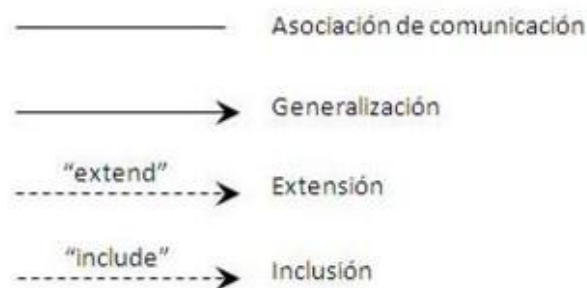 Asociación de comunicación
Generalización
"extend"
Extensión
"include"
Inclusión